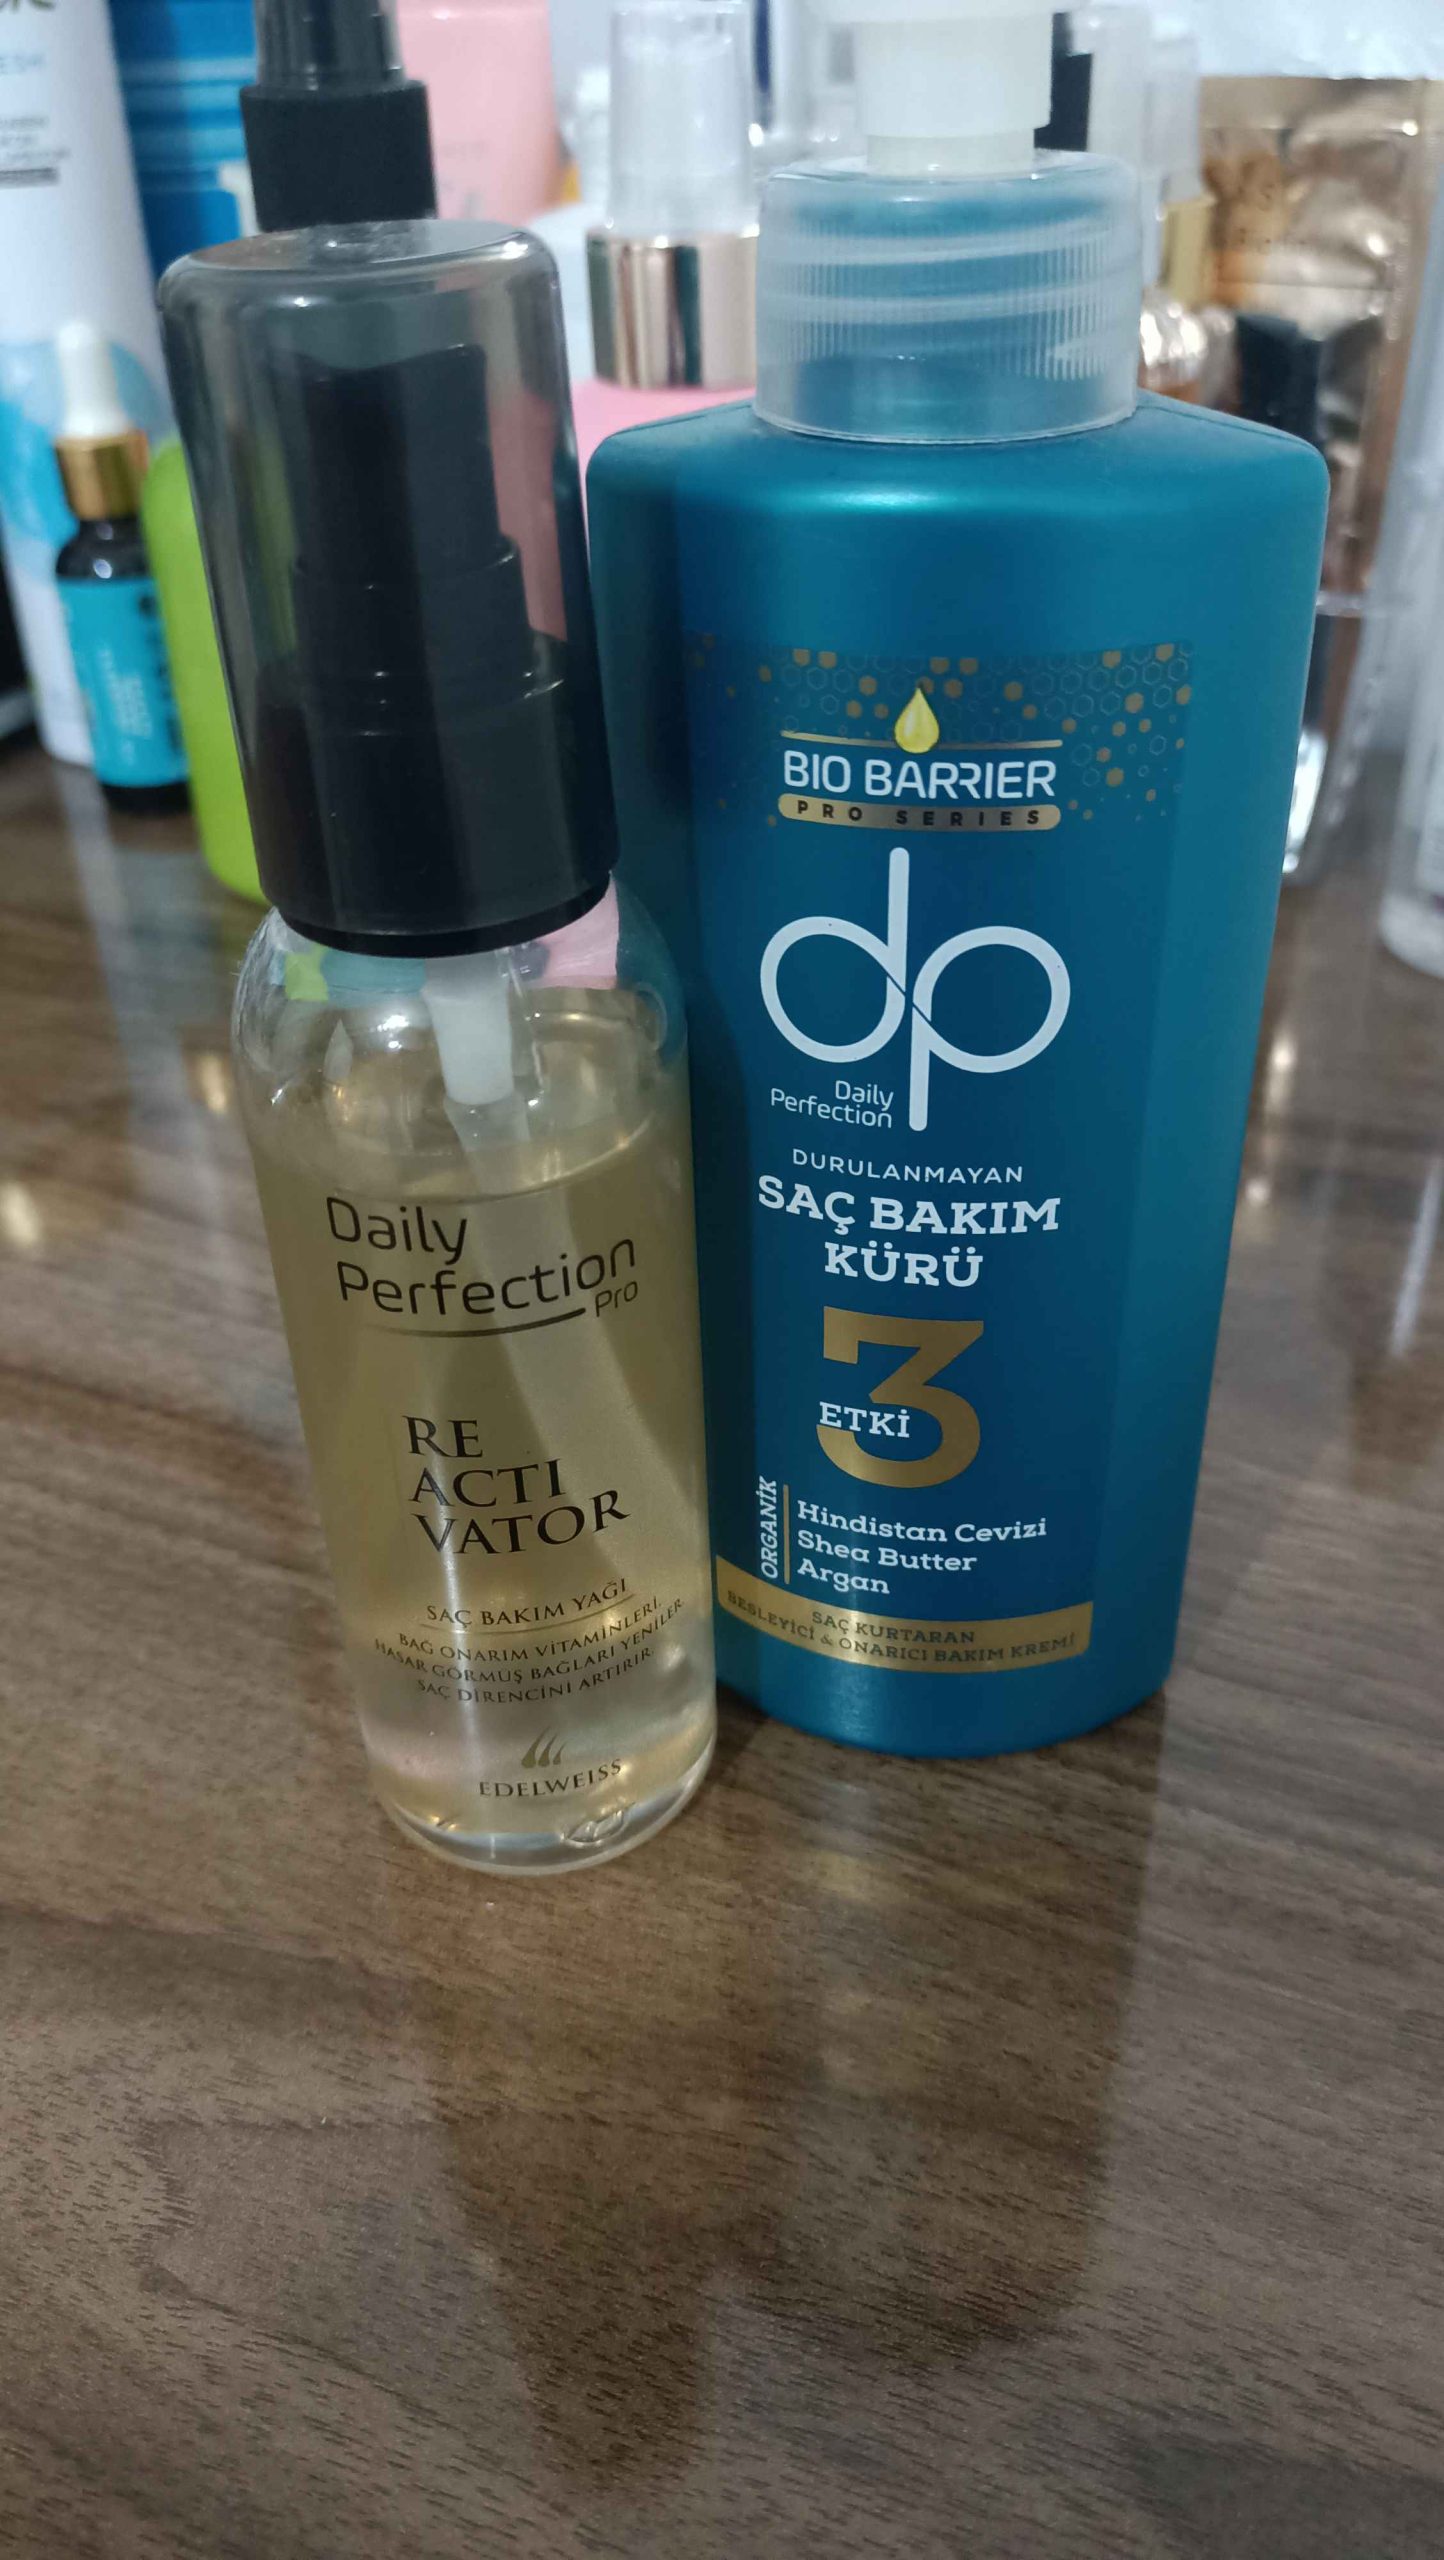 Daily
Perfection
Pro
RE
ACTI
VATOR
SAÇ BAKIM YAĞI
BAĞ ONARIM VİTAMİNLERİ.
HASAR GÖRMÜŞ BAĞLARI YENİLER.
SAÇ DİRENCİNİ ARTIRIR.
EDELWEISS
BIO BARRIER
PRO SERIES
dp
Daily
Perfection
DURULANMAYAN
SAÇ BAKIM
KÜRÜ
3
ETKİ
ORGANİK
Hindistan Cevizi
Shea Butter
Argan
SAÇ KURTARAN
BESLEYİCİ & ONARICI BAKIM KREMİ